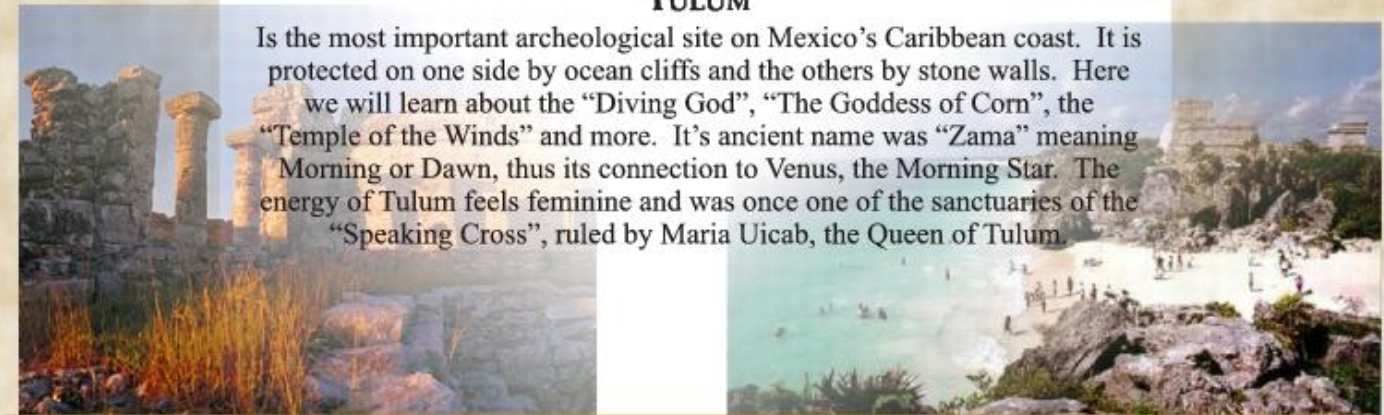 TULUM
Is the most important archeological site on Mexico's Caribbean coast.  It is
protected on one side by ocean cliffs and the others by stone walls.  Here
we will learn about the “Diving God”, “The Goddess of Corn”, the
“Temple of the Winds” and more.  It's ancient name was “Zama” meaning
Morning or Dawn, thus its connection to Venus, the Morning Star.  The
energy of Tulum feels feminine and was once one of the sanctuaries of the
“Speaking Cross”, ruled by Maria Uicab, the Queen of Tulum.